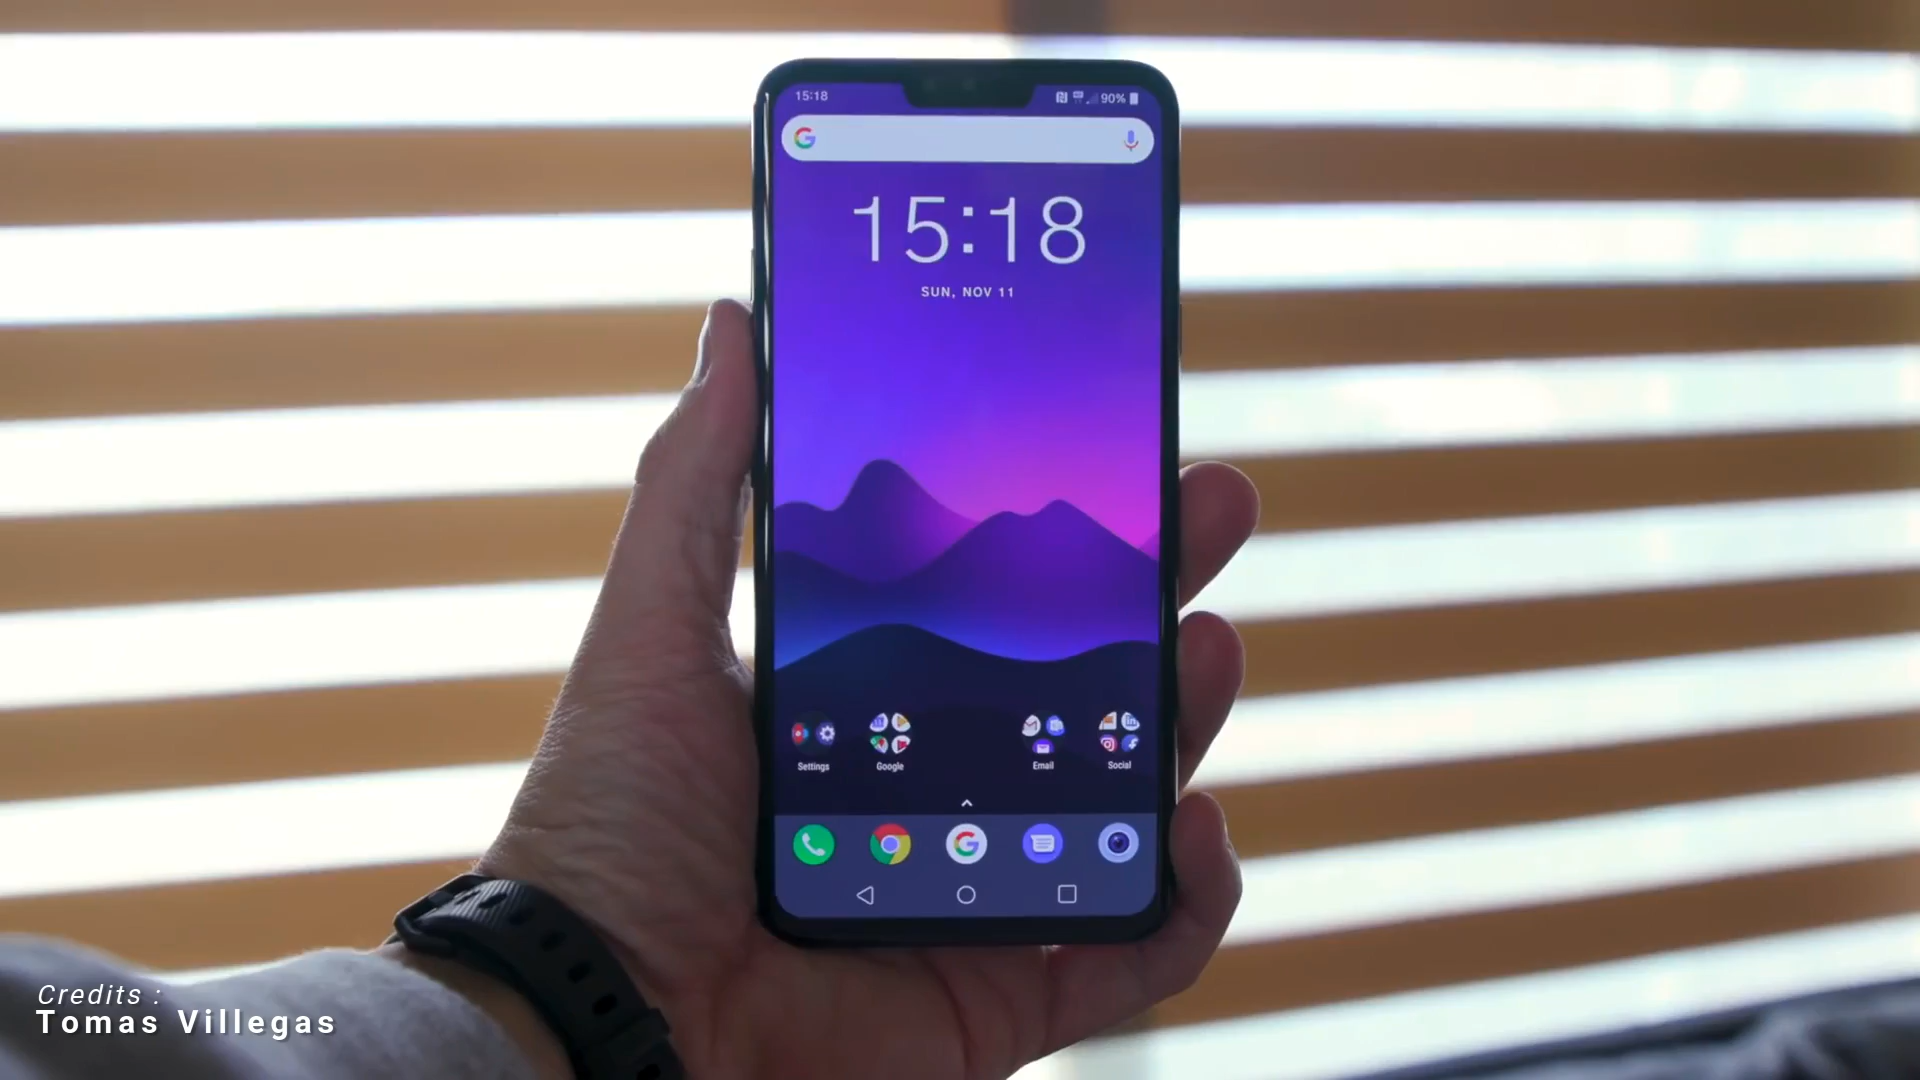 15:18
90%
15:18
SUN, NOV 11
Settings
Google
Email
Social
Credits :
Tomas Villegas